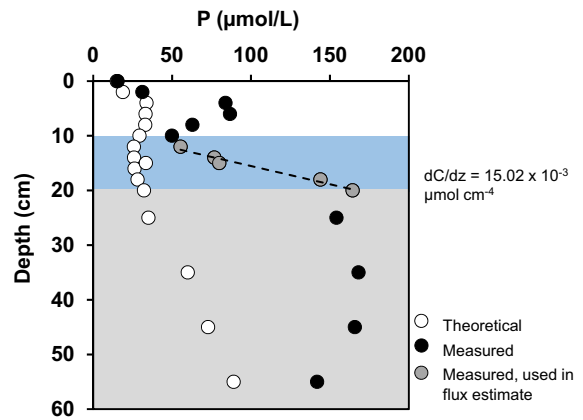 P (µmol/L)
0 50 100 150 200
0
10
20
30
40
50
60
Depth (cm)
dC/dz = 15.02 x 10-3
µmol cm-4
Theoretical
Measured
Measured, used in
flux estimate